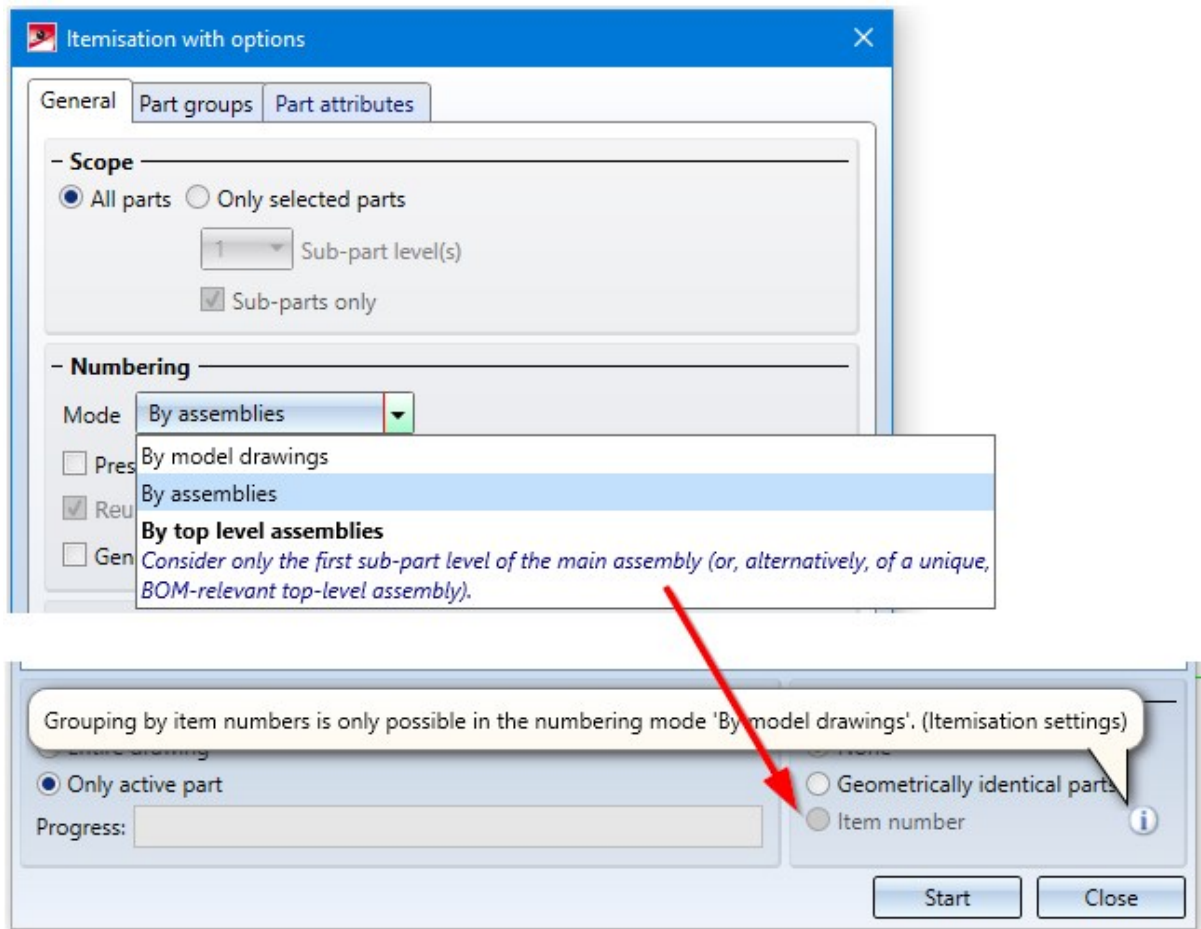 Itemisation with options
General Part groups Part attributes
Scope
All parts Only selected parts
1 Sub-part level(s)
Sub-parts only
Numbering
Mode By assemblies
By model drawings
By assemblies
By top level assemblies
Consider only the first sub-part level of the main assembly (or, alternatively, of a unique,
BOM-relevant top-level assembly).
Grouping by item numbers is only possible in the numbering mode 'By model drawings'. (Itemisation settings)
Only active part
Geometrically identical parts
Progress:
Item number
Start Close